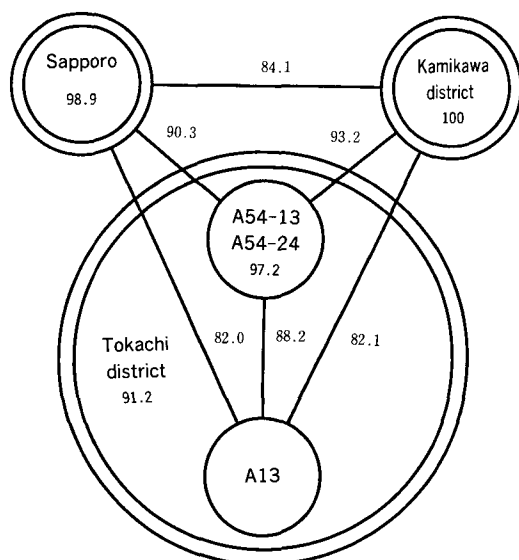 Sapporo
98.9
84.1
Kamikawa
district
100
90.3
93.2
A54-13
A54-24
97.2
Tokachi
district
91.2
82.0
88.2
82.1
A13